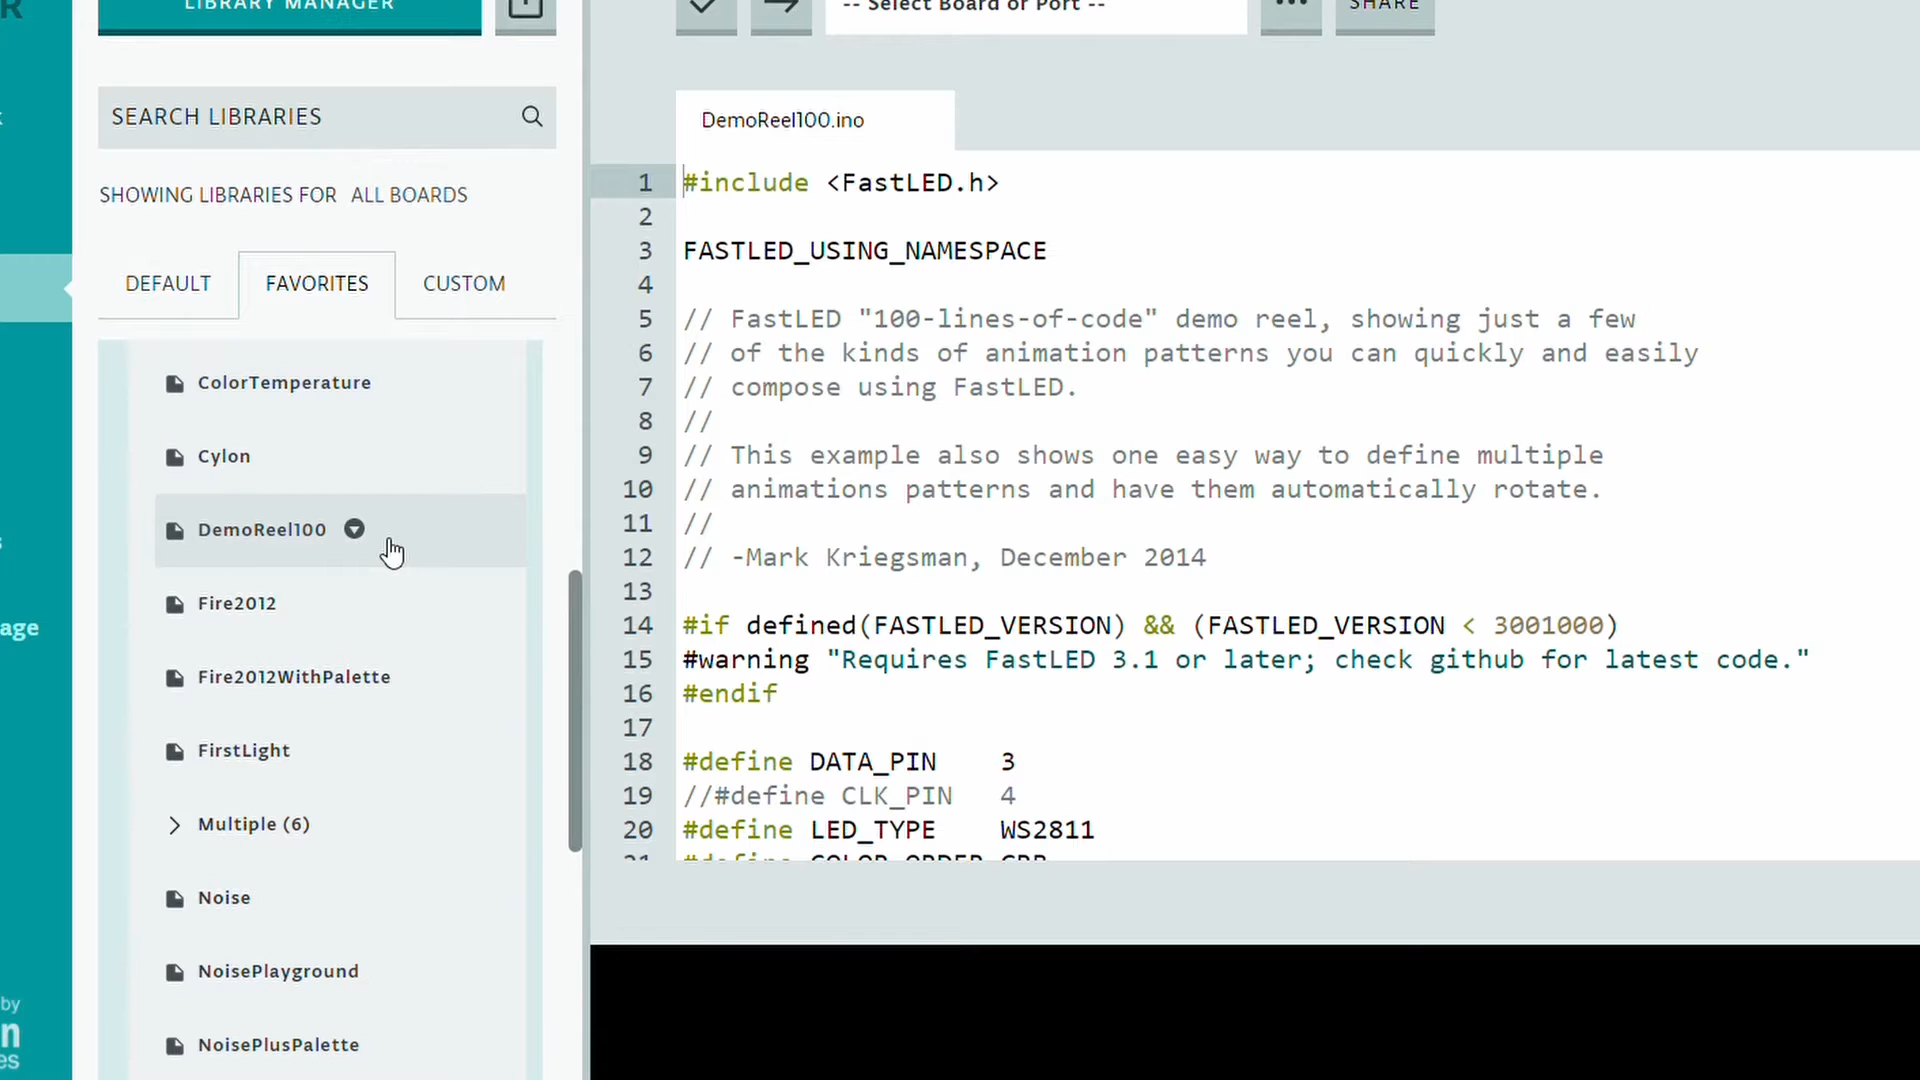 R
LIBRARY MANAGER
-- Select Board or Port --
SHARE
SEARCH LIBRARIES
SHOWING LIBRARIES FOR ALL BOARDS
DEFAULT FAVORITES CUSTOM
ColorTemperature
Cylon
DemoReel100
Fire2012
Fire2012WithPalette
FirstLight
Multiple (6)
Noise
NoisePlayground
NoisePlusPalette
age
by
n
es
DemoReel100.ino
1 #include <FastLED.h>
2
3 FASTLED_USING_NAMESPACE
4
5 // FastLED "100-lines-of-code" demo reel, showing just a few
6 // of the kinds of animation patterns you can quickly and easily
7 // compose using FastLED.
8 //
9 // This example also shows one easy way to define multiple
10 // animations patterns and have them automatically rotate.
11 //
12 // -Mark Kriegsman, December 2014
13
14 #if defined(FASTLED_VERSION) && (FASTLED_VERSION < 3001000)
15 #warning "Requires FastLED 3.1 or later; check github for latest code."
16 #endif
17
18 #define DATA_PIN 3
19 //#define CLK_PIN 4
20 #define LED_TYPE WS2811
21 #define COLOR_ORDER GRB